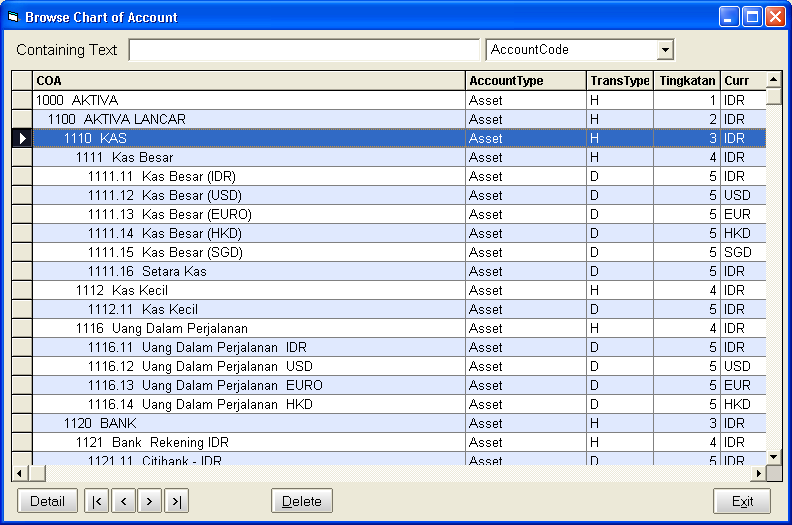 Browse Chart of Account
Containing Text AccountCode
COA AccountType TransType Tingkatan Curr
1000 AKTIVA Asset H 1 IDR
1100 AKTIVA LANCAR Asset H 2 IDR
1110 KAS Asset H 3 IDR
1111 Kas Besar Asset H 4 IDR
1111.11 Kas Besar (IDR) Asset D 5 IDR
1111.12 Kas Besar (USD) Asset D 5 USD
1111.13 Kas Besar (EURO) Asset D 5 EUR
1111.14 Kas Besar (HKD) Asset D 5 HKD
1111.15 Kas Besar (SGD) Asset D 5 SGD
1111.16 Setara Kas Asset D 5 IDR
1112 Kas Kecil Asset H 4 IDR
1112.11 Kas Kecil Asset D 5 IDR
1116 Uang Dalam Perjalanan Asset H 4 IDR
1116.11 Uang Dalam Perjalanan IDR Asset D 5 IDR
1116.12 Uang Dalam Perjalanan USD Asset D 5 USD
1116.13 Uang Dalam Perjalanan EURO Asset D 5 EUR
1116.14 Uang Dalam Perjalanan HKD Asset D 5 HKD
1120 BANK Asset H 3 IDR
1121 Bank Rekening IDR Asset H 4 IDR
1121.11 Citibank - IDR Asset D 5 IDR
Detail |< < > >| Delete Exit